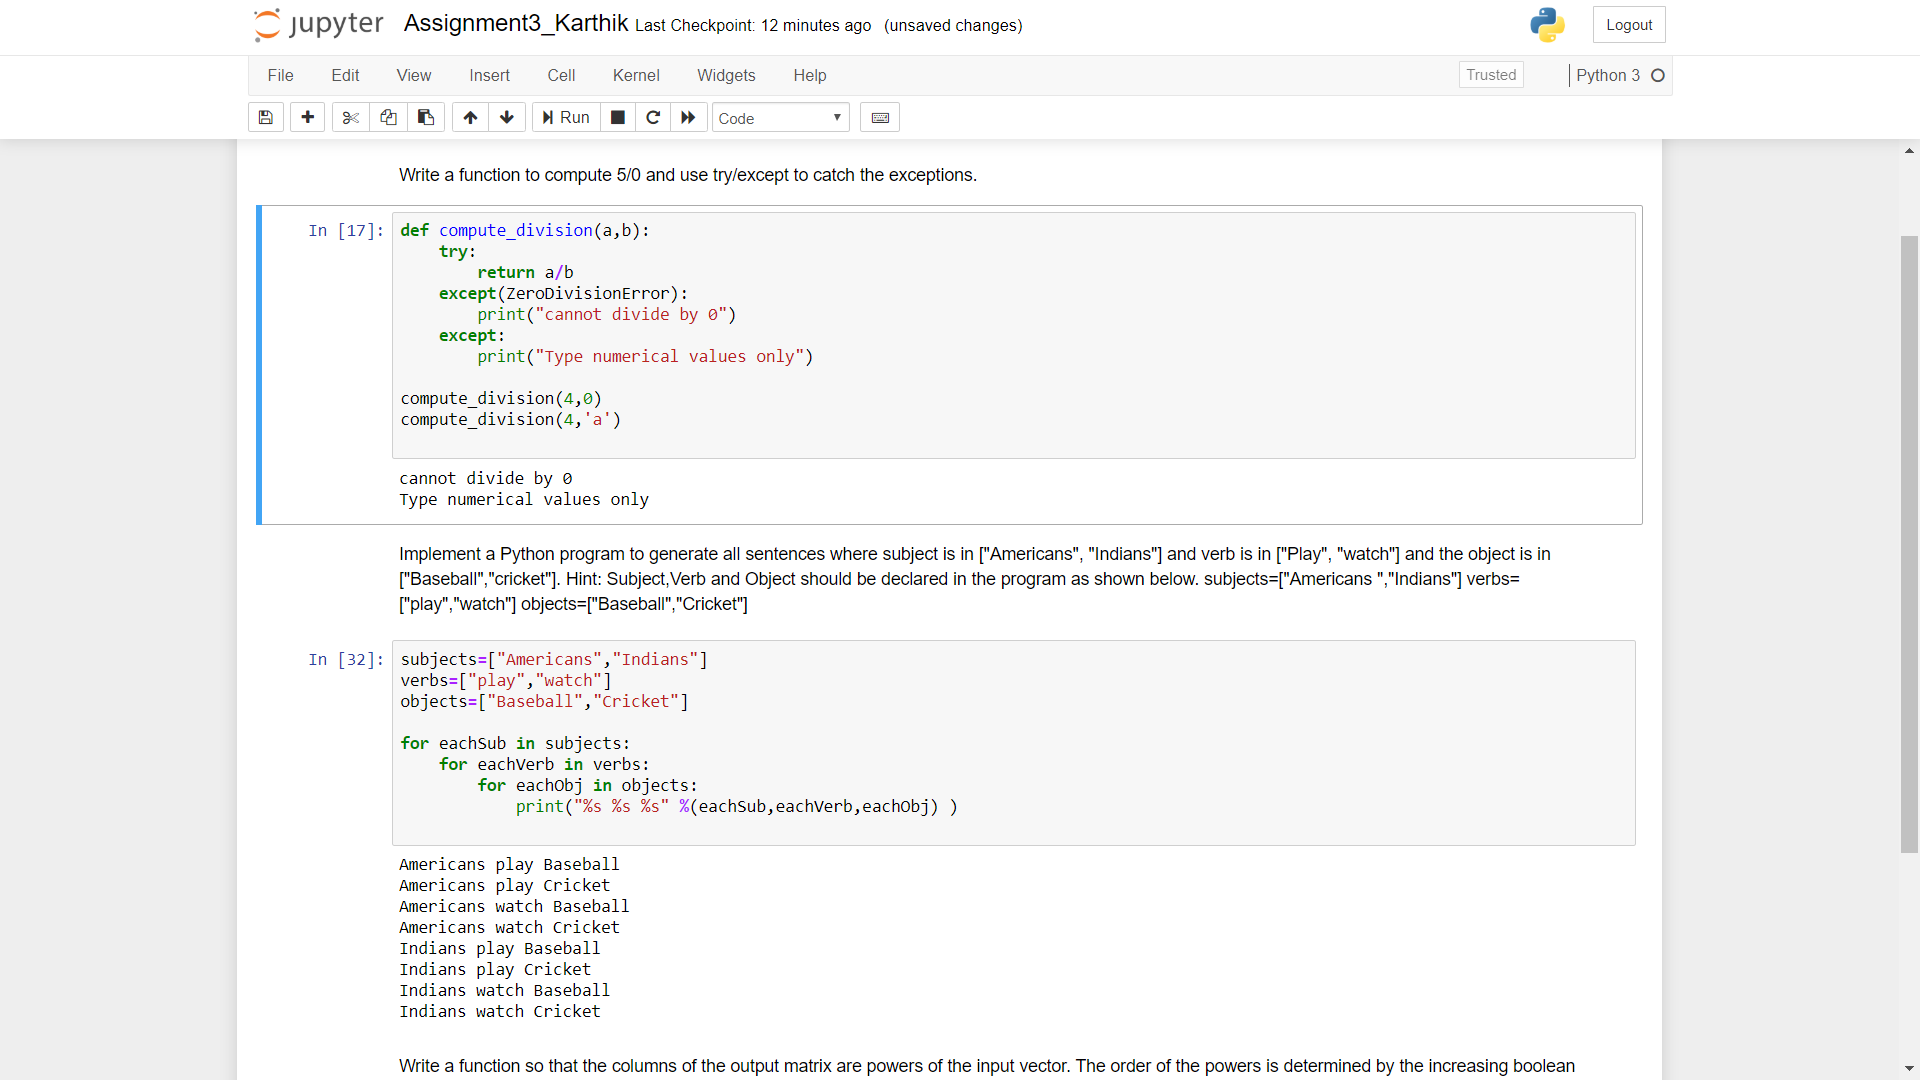 jupyter Assignment3_Karthik Last Checkpoint: 12 minutes ago (unsaved changes) Logout
File Edit View Insert Cell Kernel Widgets Help Trusted Python 3
Run Code
Write a function to compute 5/0 and use try/except to catch the exceptions.
In [17]: def compute_division(a,b):
    try:
        return a/b
    except(ZeroDivisionError):
        print("cannot divide by 0")
    except:
        print("Type numerical values only")
compute_division(4,0)
compute_division(4,'a')
cannot divide by 0
Type numerical values only
Implement a Python program to generate all sentences where subject is in ["Americans", "Indians"] and verb is in ["Play", "watch"] and the object is in
["Baseball","cricket"]. Hint: Subject,Verb and Object should be declared in the program as shown below. subjects=["Americans ","Indians"] verbs=
["play","watch"] objects=["Baseball","Cricket"]
In [32]: subjects=["Americans","Indians"]
verbs=["play","watch"]
objects=["Baseball","Cricket"]
for eachSub in subjects:
    for eachVerb in verbs:
        for eachObj in objects:
            print("%s %s %s" %(eachSub,eachVerb,eachObj) )
Americans play Baseball
Americans play Cricket
Americans watch Baseball
Americans watch Cricket
Indians play Baseball
Indians play Cricket
Indians watch Baseball
Indians watch Cricket
Write a function so that the columns of the output matrix are powers of the input vector. The order of the powers is determined by the increasing boolean